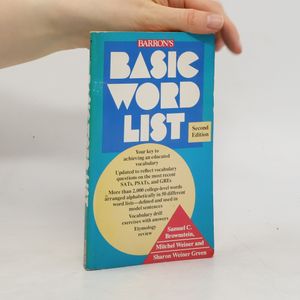 BARRON'S
BASIC
WORD
LIST
Second
Edition
Your key to
achieving an educated
vocabulary
Updated to reflect vocabulary
questions on the most recent
SATs, PSATs, and GREs
More than 2,000 college-level words
arranged alphabetically in 50 different
word lists—defined and used in
model sentences
Vocabulary drill
exercises with answers
Etymology
review
Samuel C.
Brownstein,
Mitchel Weiner and
Sharon Weiner Green